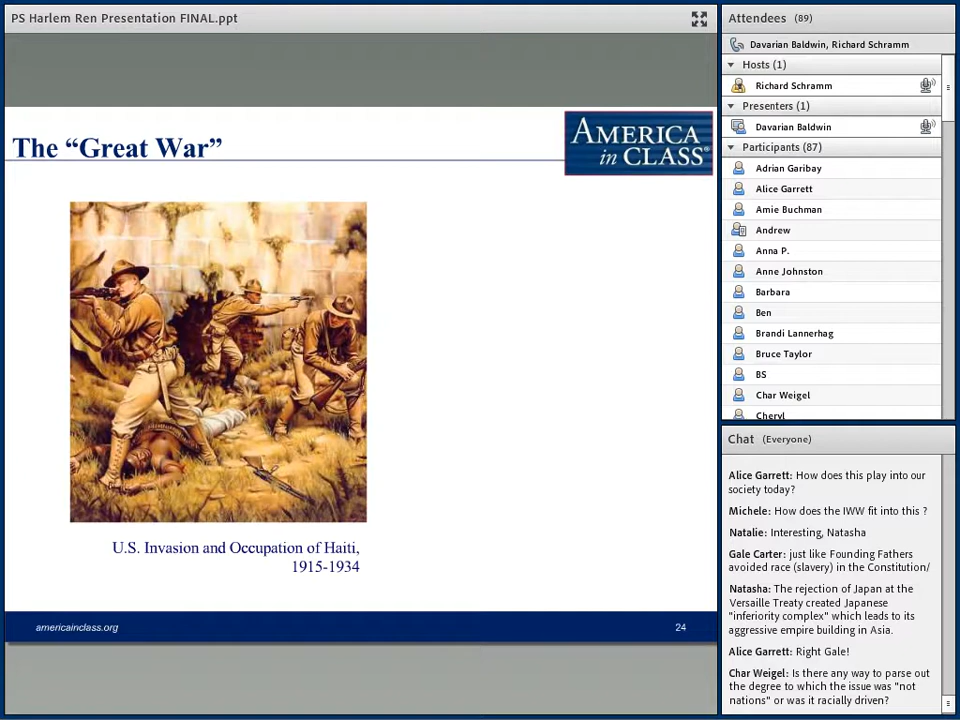 PS Harlem Ren Presentation FINAL.ppt
The “Great War”
AMERICA
in CLASS®
U.S. Invasion and Occupation of Haiti,
1915-1934
americainclass.org
24
Attendees (89)
Davarian Baldwin, Richard Schramm
Hosts (1)
Richard Schramm
Presenters (1)
Davarian Baldwin
Participants (87)
Adrian Garibay
Alice Garrett
Amie Buchman
Andrew
Anna P.
Anne Johnston
Barbara
Ben
Brandi Lannerhag
Bruce Taylor
BS
Char Weigel
Cheryl
Chat (Everyone)
Alice Garrett: How does this play into our
society today?
Michele: How does the IWW fit into this ?
Natalie: Interesting, Natasha
Gale Carter: just like Founding Fathers
avoided race (slavery) in the Constitution/
Natasha: The rejection of Japan at the
Versaille Treaty created Japanese
"inferiority complex" which leads to its
aggressive empire building in Asia.
Alice Garrett: Right Gale!
Char Weigel: Is there any way to parse out
the degree to which the issue was "not
nations" or was it racially driven?